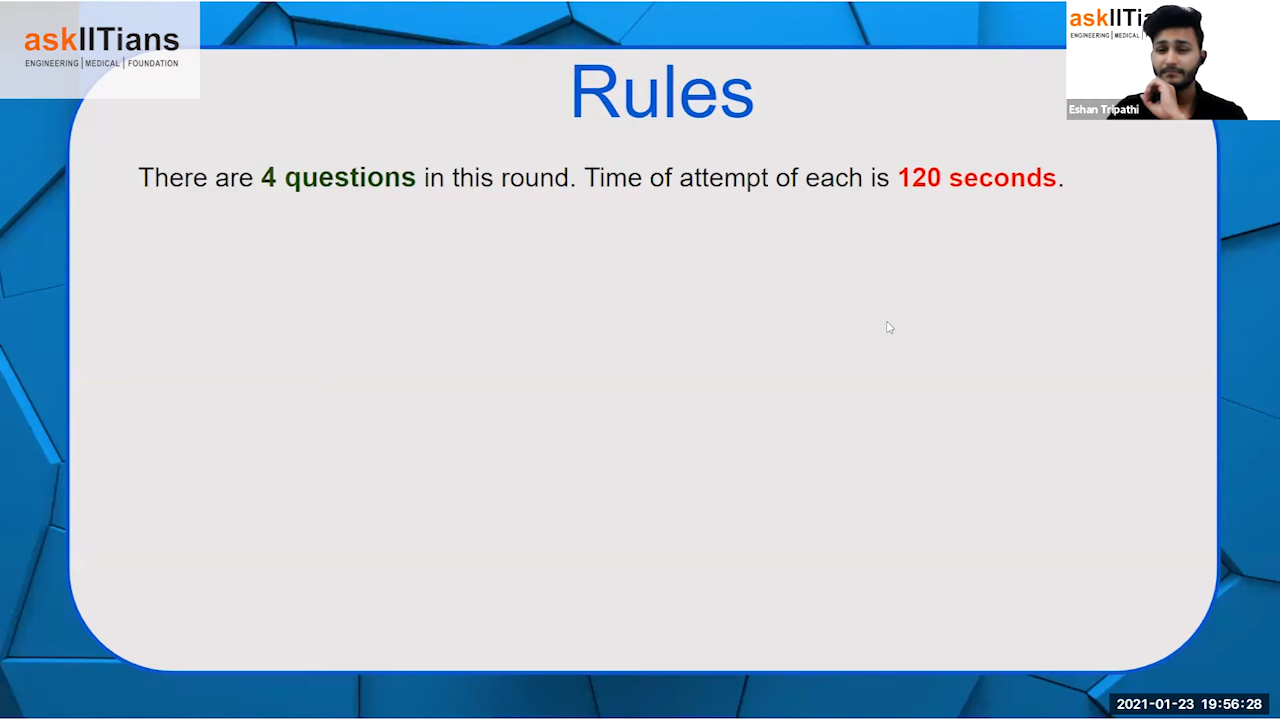 askIITians
ENGINEERING | MEDICAL | FOUNDATION
askIITi
ENGINEERING | MEDICAL |
Eshan Tripathi
Rules
There are 4 questions in this round. Time of attempt of each is 120 seconds.
2021-01-23 19:56:28